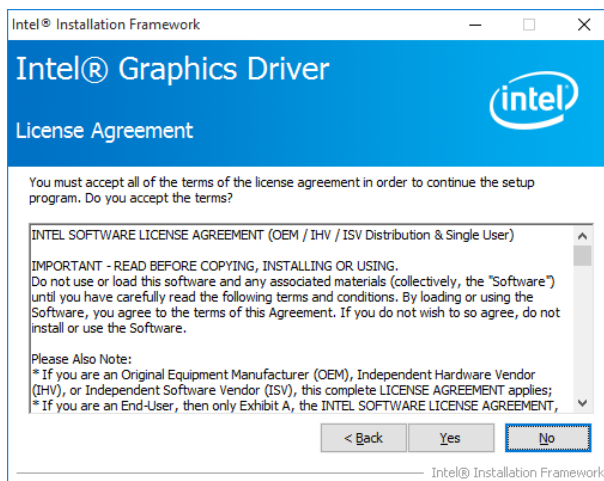 Intel® Installation Framework
Intel® Graphics Driver
intel
License Agreement
You must accept all of the terms of the license agreement in order to continue the setup
program. Do you accept the terms?
INTEL SOFTWARE LICENSE AGREEMENT (OEM / IHV / ISV Distribution & Single User)
IMPORTANT - READ BEFORE COPYING, INSTALLING OR USING.
Do not use or load this software and any associated materials (collectively, the "Software")
until you have carefully read the following terms and conditions. By loading or using the
Software, you agree to the terms of this Agreement. If you do not wish to so agree, do not
install or use the Software.
Please Also Note:
* If you are an Original Equipment Manufacturer (OEM), Independent Hardware Vendor
(IHV), or Independent Software Vendor (ISV), this complete LICENSE AGREEMENT applies;
* If you are an End-User, then only Exhibit A, the INTEL SOFTWARE LICENSE AGREEMENT,
< Back Yes No
Intel® Installation Framework